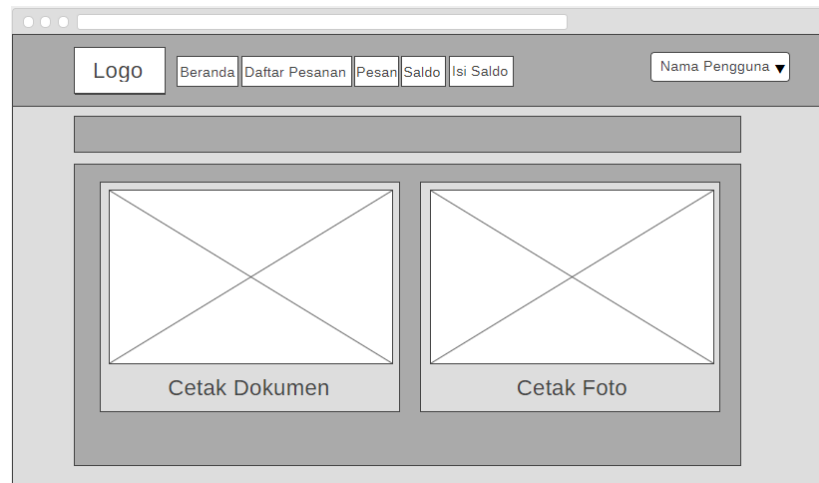 Logo
Beranda
Daftar Pesanan
Pesan
Saldo
Isi Saldo
Nama Pengguna
Cetak Dokumen
Cetak Foto